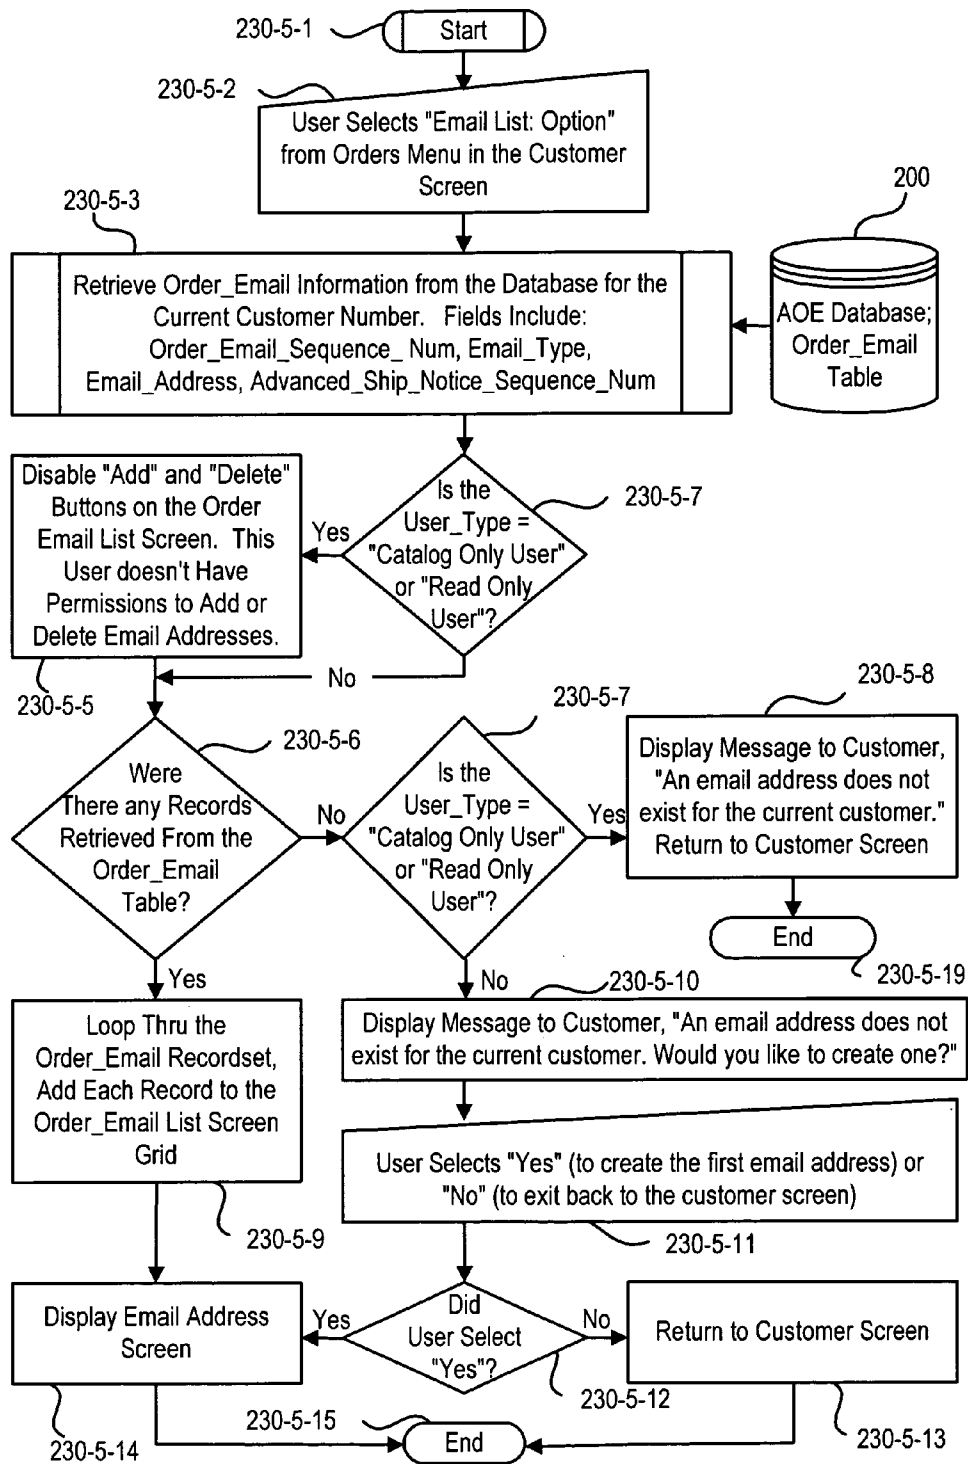 230-5-1
Start
230-5-2
User Selects "Email List: Option"
from Orders Menu in the Customer
Screen
230-5-3
200
Retrieve Order_Email Information from the Database for the
Current Customer Number. Fields Include:
Order_Email_Sequence_ Num, Email_Type,
Email_Address, Advanced_Ship_Notice_Sequence_Num
AOE Database;
Order_Email
Table
Disable "Add" and "Delete"
Buttons on the Order
Email List Screen. This
User doesn't Have
Permissions to Add or
Delete Email Addresses.
Yes
Is the
User_Type =
"Catalog Only User"
or "Read Only
User"?
230-5-7
No
230-5-5
230-5-6
Were
There any Records
Retrieved From the
Order_Email
Table?
No
230-5-7
Is the
User_Type =
"Catalog Only User"
or "Read Only
User"?
Yes
230-5-8
Display Message to Customer,
"An email address does not
exist for the current customer."
Return to Customer Screen
End
230-5-19
Yes
No
230-5-10
Loop Thru the
Order_Email Recordset,
Add Each Record to the
Order_Email List Screen
Grid
230-5-9
Display Message to Customer, "An email address does not
exist for the current customer. Would you like to create one?"
User Selects "Yes" (to create the first email address) or
"No" (to exit back to the customer screen)
230-5-11
Display Email Address
Screen
Yes
Did
User Select
"Yes"?
No
Return to Customer Screen
230-5-12
230-5-14
230-5-15
End
230-5-13